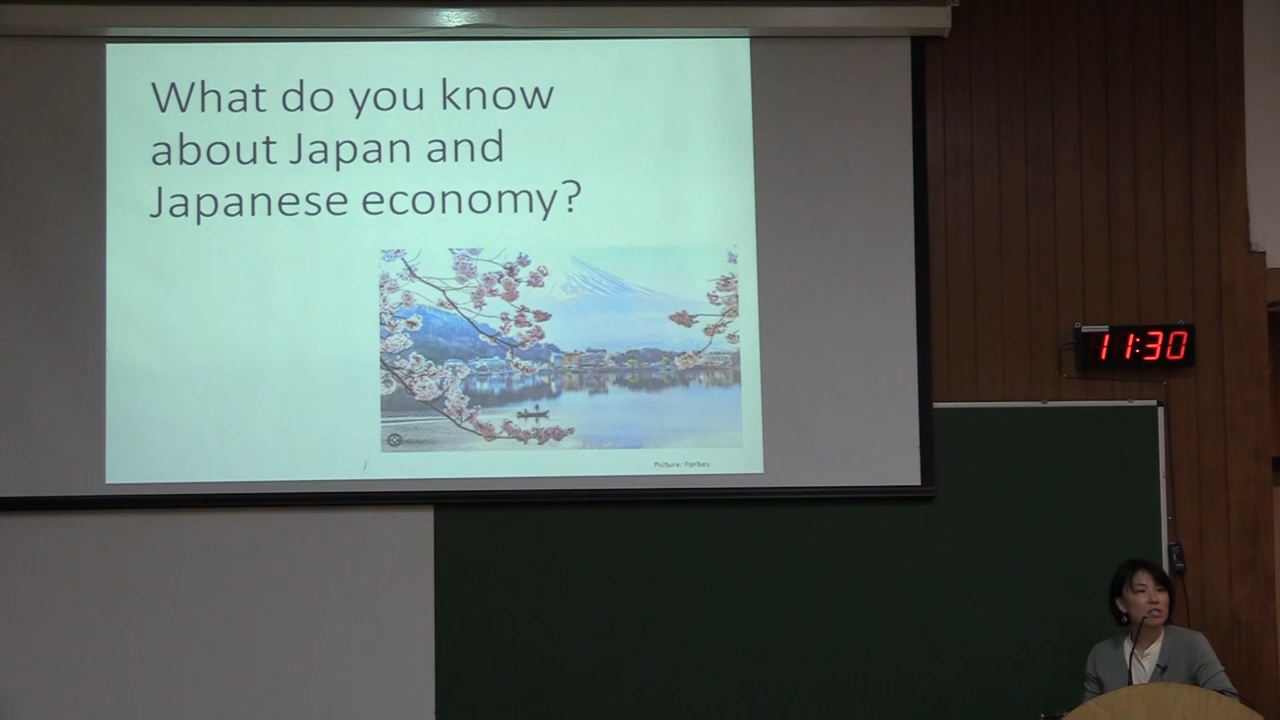 What do you know
about Japan and
Japanese economy?
Picture: Forbes
11:30